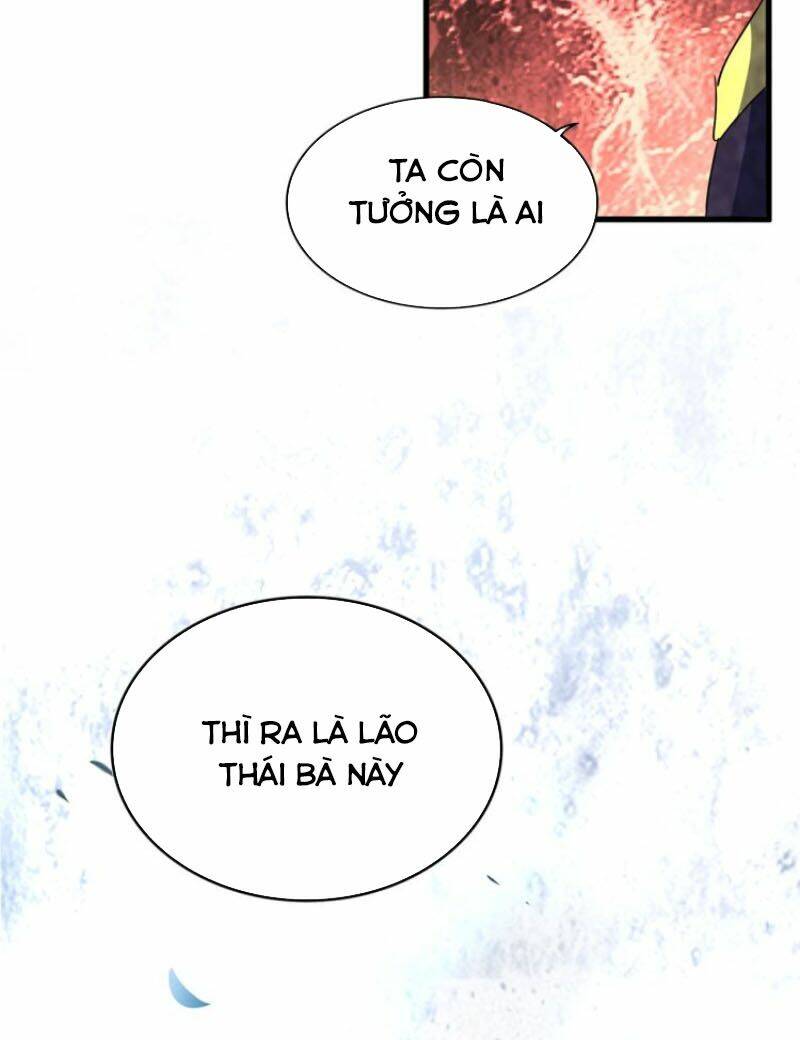 TA CÒN
TƯỞNG LÀ AI
THÌ RA LÀ LÃO
THÁI BÀ NÀY